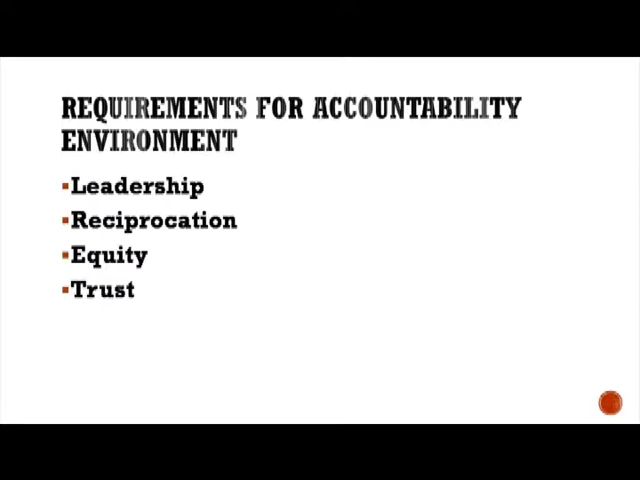 REQUIREMENTS FOR ACCOUNTABILITY
ENVIRONMENT
▪Leadership
▪Reciprocation
▪Equity
▪Trust